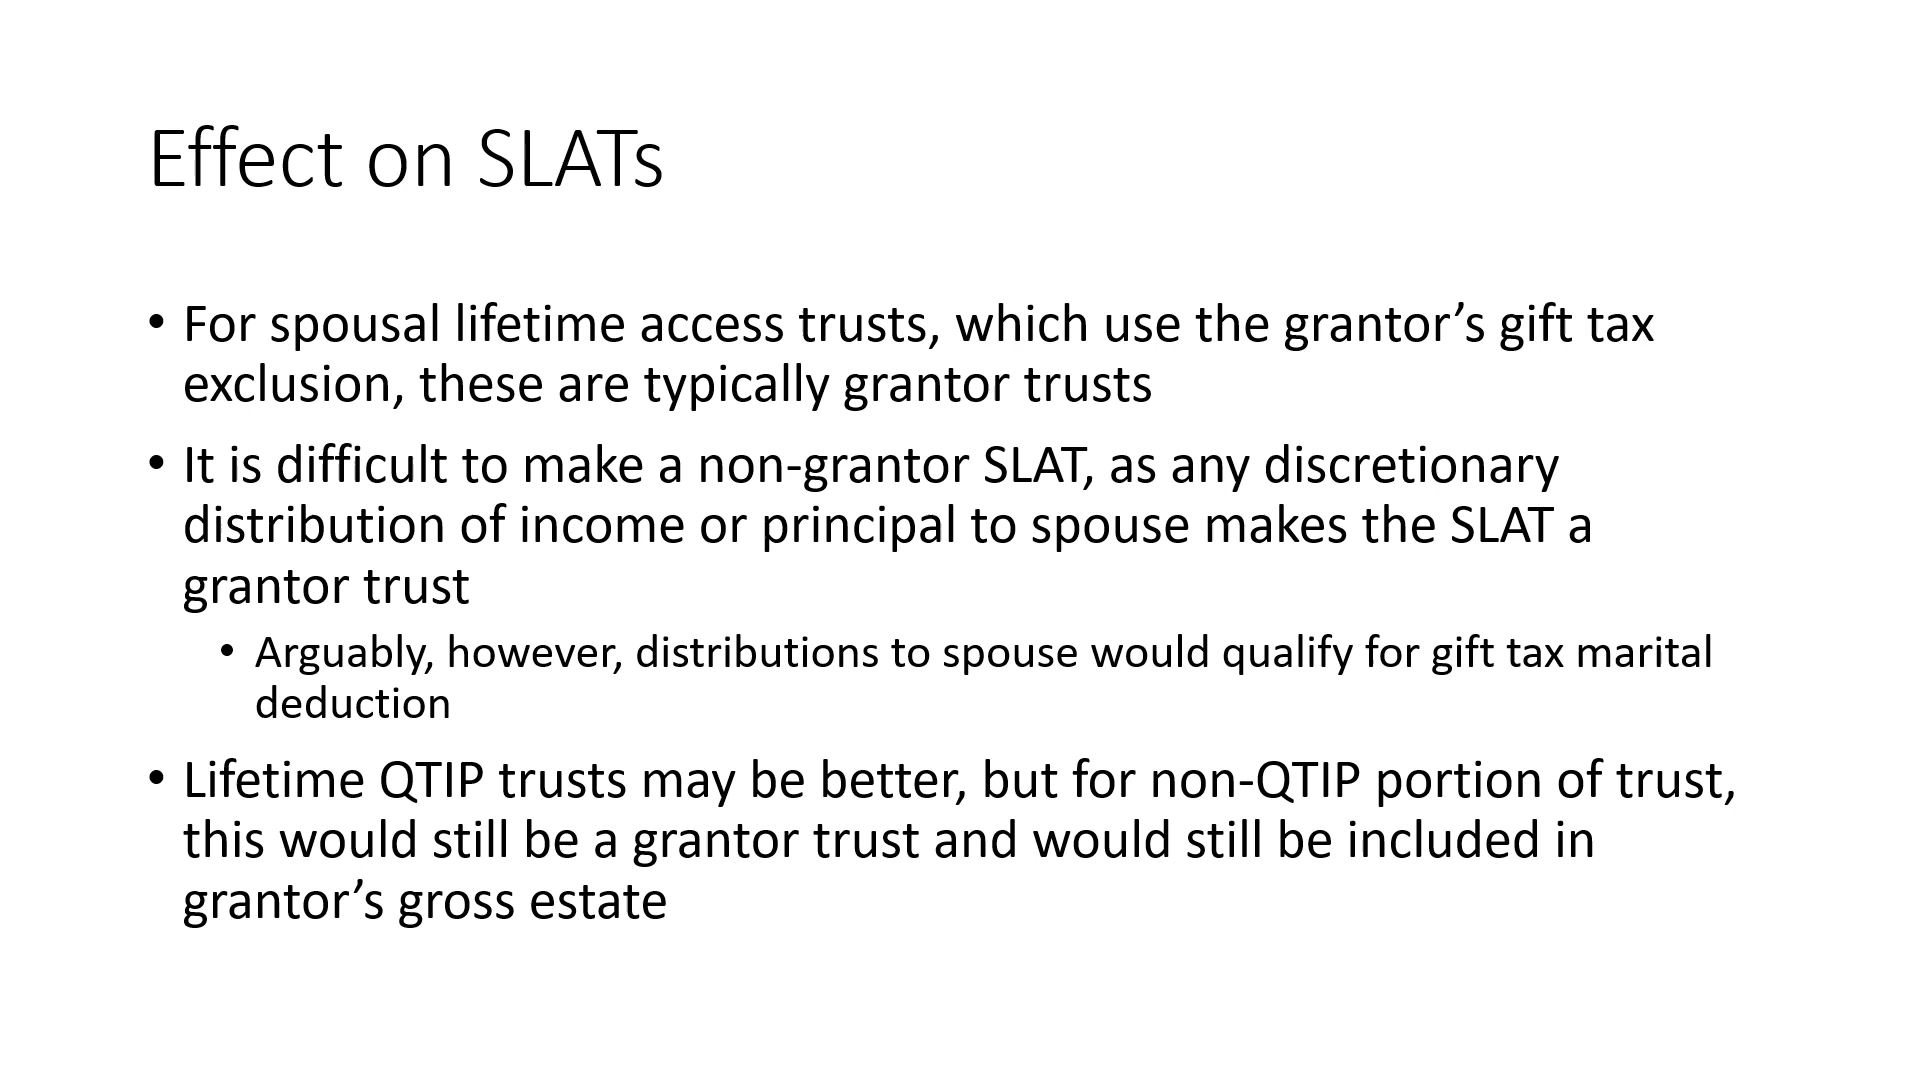 Effect on SLATs
• For spousal lifetime access trusts, which use the grantor’s gift tax
exclusion, these are typically grantor trusts
• It is difficult to make a non-grantor SLAT, as any discretionary
distribution of income or principal to spouse makes the SLAT a
grantor trust
• Arguably, however, distributions to spouse would qualify for gift tax marital
deduction
• Lifetime QTIP trusts may be better, but for non-QTIP portion of trust,
this would still be a grantor trust and would still be included in
grantor’s gross estate